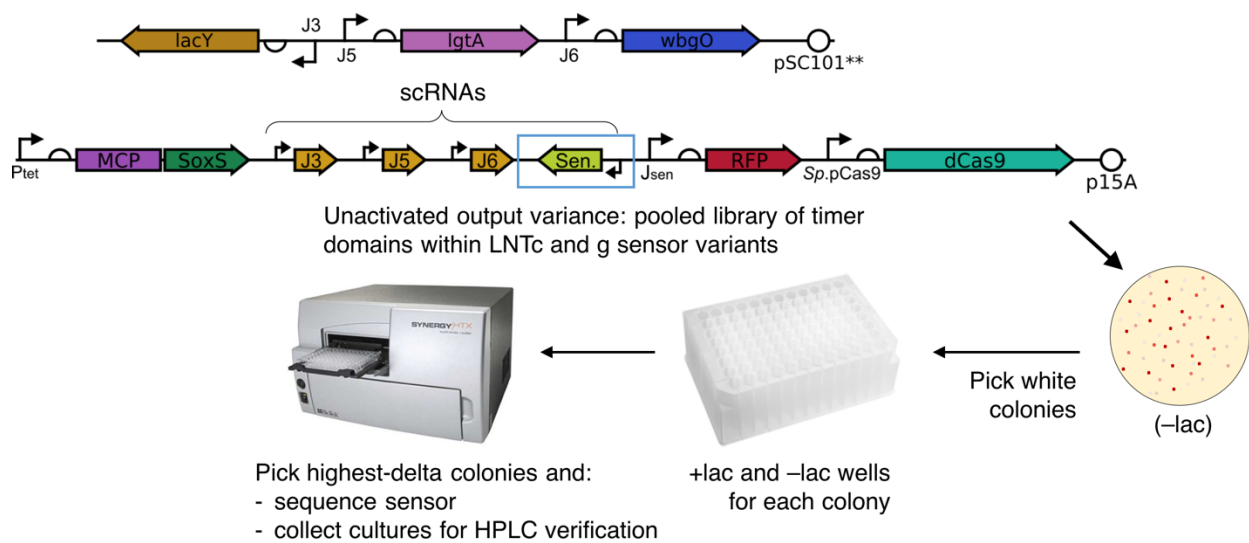 lacY
J3
J5
lgtA
J6
wbgO
pSC101**
scRNAs
Ptet
MCP
SoxS
J3
J5
J6
Sen.
Jsen
RFP
Sp.pCas9
dCas9
p15A
Unactivated output variance: pooled library of timer
domains within LNTc and g sensor variants
SYNERGY HTX
Pick white
colonies
(–lac)
Pick highest-delta colonies and:
- sequence sensor
- collect cultures for HPLC verification
+lac and –lac wells
for each colony